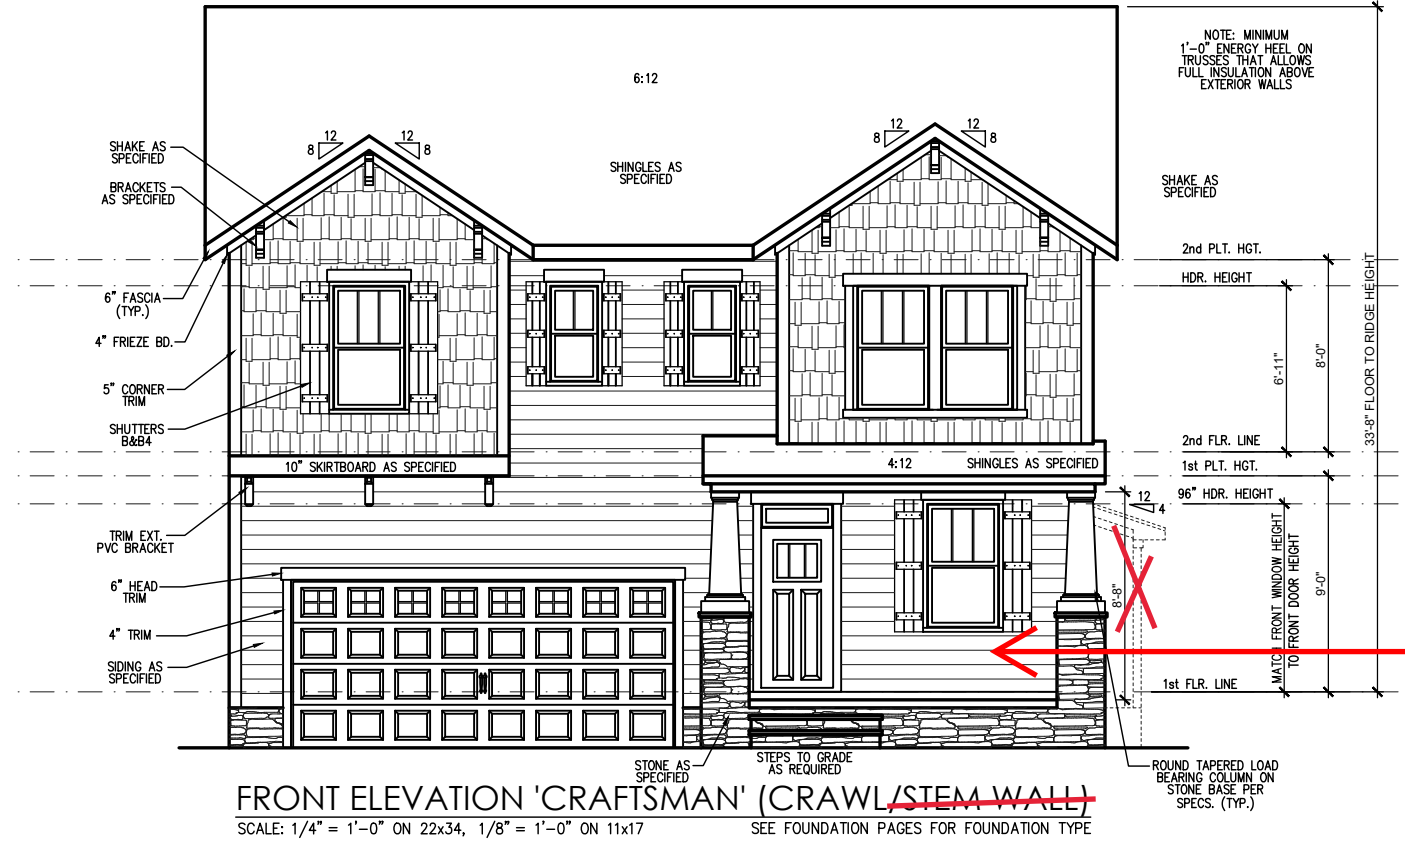 6:12
NOTE: MINIMUM
1'-0" ENERGY HEEL ON
TRUSSES THAT ALLOWS
FULL INSULATION ABOVE
EXTERIOR WALLS
12
8
12
8
12
8
12
8
SHAKE AS
SPECIFIED
BRACKETS
AS SPECIFIED
SHINGLES AS
SPECIFIED
SHAKE AS
SPECIFIED
2nd PLT. HGT.
HDR. HEIGHT
6" FASCIA
(TYP.)
4" FRIEZE BD.
5" CORNER
TRIM
SHUTTERS
B&B4
6'-11"
8'-0"
33'-8" FLOOR TO RIDGE HEIGHT
2nd FLR. LINE
10" SKIRTBOARD AS SPECIFIED
4:12
SHINGLES AS SPECIFIED
1st PLT. HGT.
96" HDR. HEIGHT
12
4
TRIM EXT.
PVC BRACKET
6" HEAD
TRIM
4" TRIM
SIDING AS
SPECIFIED
8'-8"
MATCH FRONT WINDOW HEIGHT
TO FRONT DOOR HEIGHT
9'-0"
1st FLR. LINE
STONE AS
SPECIFIED
STEPS TO GRADE
AS REQUIRED
ROUND TAPERED LOAD
BEARING COLUMN ON
STONE BASE PER
SPECS. (TYP.)
FRONT ELEVATION 'CRAFTSMAN' (CRAWL/STEM WALL)
SCALE: 1/4" = 1'-0" ON 22x34, 1/8" = 1'-0" ON 11x17
SEE FOUNDATION PAGES FOR FOUNDATION TYPE